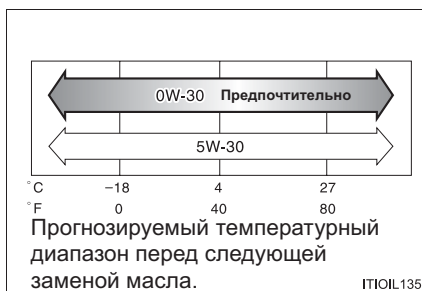 0W-30 Предпочтительно
5W-30
°C −18 4 27
°F 0 40 80
Прогнозируемый температурный
диапазон перед следующей
заменой масла.
ITIOIL135